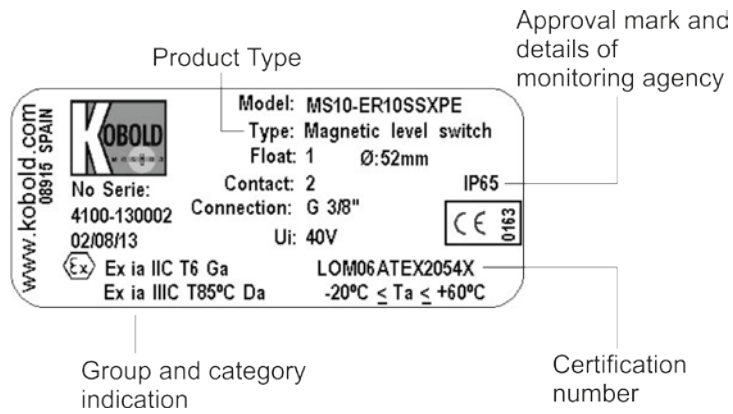 Approval mark and
details of
monitoring agency
Product Type
www.kobold.com
08915 SPAIN
KOBOLD
No Serie:
4100-130002
02/08/13
Model: MS10-ER10SSXPE
Type: Magnetic level switch
Float: 1 Ø:52mm
Contact: 2 IP65
Connection: G 3/8"
Ui: 40V
CE 0163
Ex Ex ia IIC T6 Ga LOM06ATEX2054X
Ex ia IIIC T85ºC Da -20ºC ≤ Ta ≤ +60ºC
Group and category
indication
Certification
number